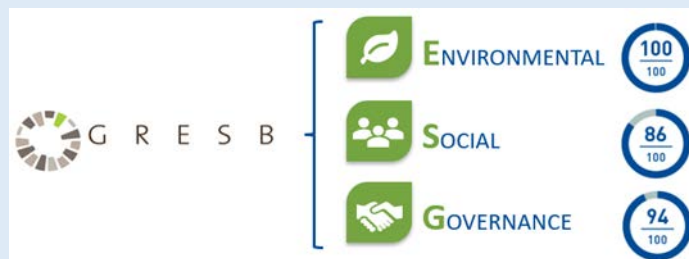 GRESB
ENVIRONMENTAL
100
100
SOCIAL
86
100
GOVERNANCE
94
100